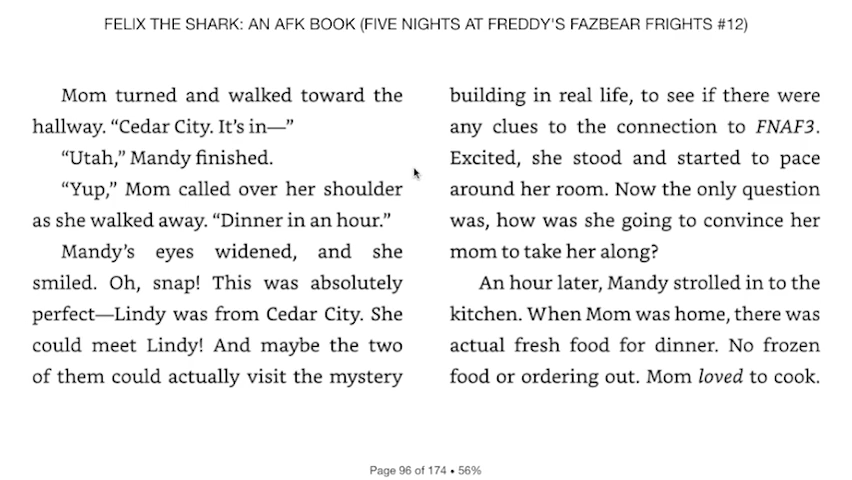 FELIX THE SHARK: AN AFK BOOK (FIVE NIGHTS AT FREDDY'S FAZBEAR FRIGHTS #12)
Mom turned and walked toward the
hallway. “Cedar City. It’s in—”
“Utah,” Mandy finished.
“Yup,” Mom called over her shoulder
as she walked away. “Dinner in an hour.”
Mandy’s eyes widened, and she
smiled. Oh, snap! This was absolutely
perfect—Lindy was from Cedar City. She
could meet Lindy! And maybe the two
of them could actually visit the mystery
building in real life, to see if there were
any clues to the connection to FNAF3.
Excited, she stood and started to pace
around her room. Now the only question
was, how was she going to convince her
mom to take her along?
An hour later, Mandy strolled in to the
kitchen. When Mom was home, there was
actual fresh food for dinner. No frozen
food or ordering out. Mom loved to cook.
Page 96 of 174 • 56%